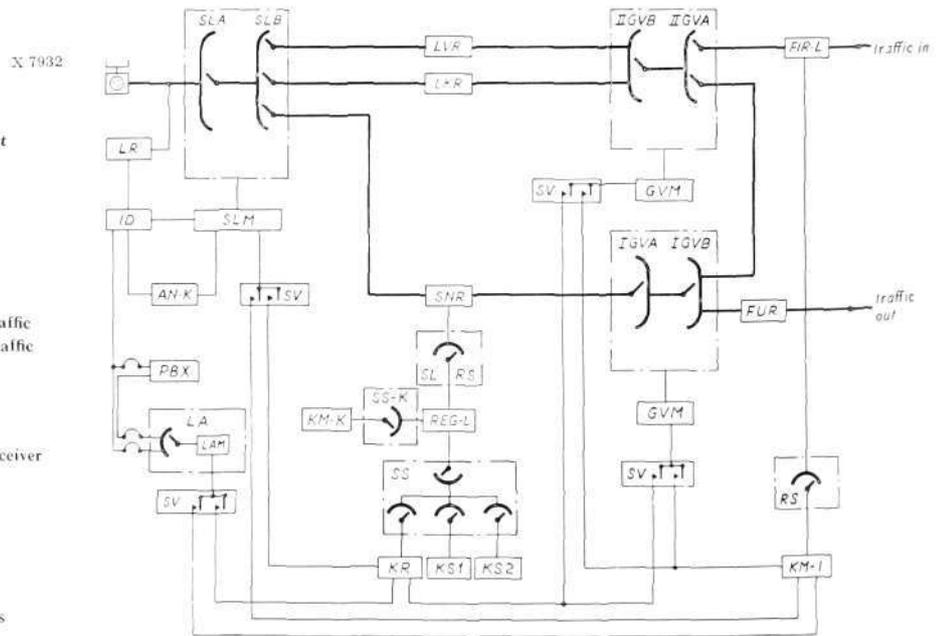 SLA SLB
IIGVB IIGVA
X 7932
LVR
FIR-L
traffic in
t
LR
SV
GVM
ID
SLM
IGVA IGVB
AN-K
SV
SNR
FUR
traffic
out
affic
affic
PBX
SL RS
SS-K
GVM
LA
KM-K
REG-L
LAM
ceiver
SS
SV
RS
SV
KR
KS1
KS2
KM-1
s